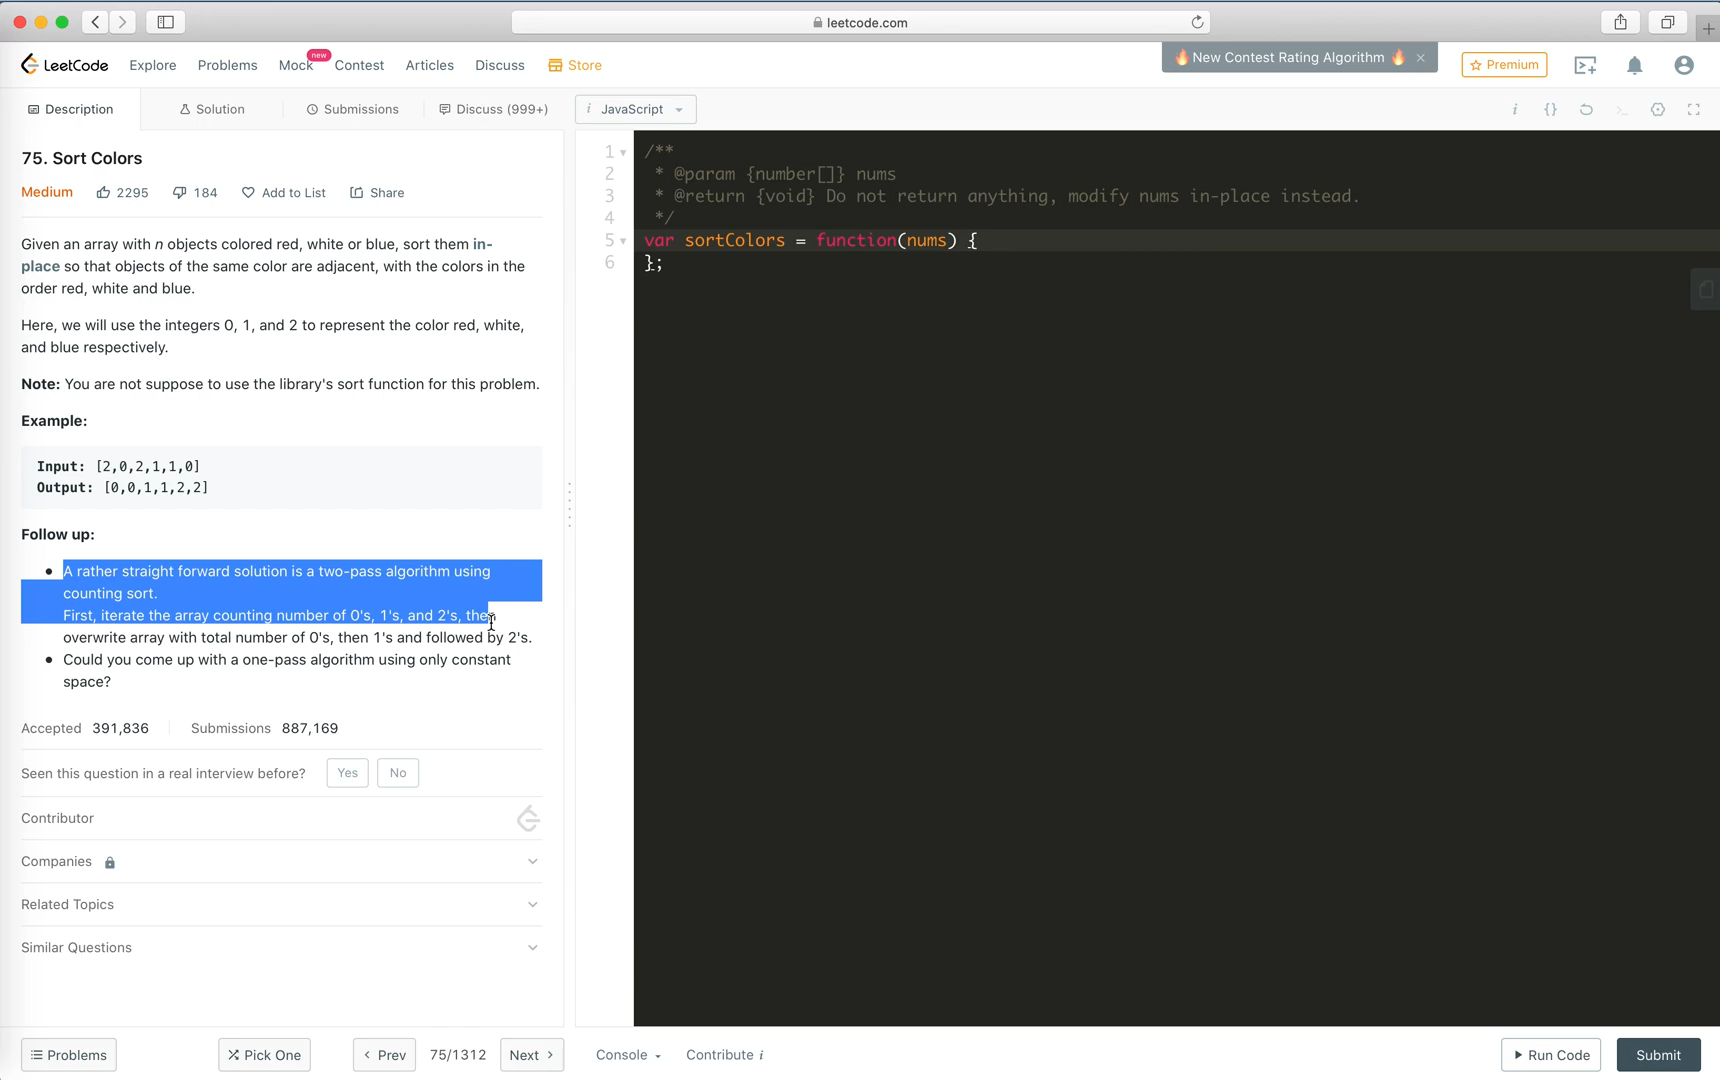 leetcode.com
LeetCode Explore Problems Mock new Contest Articles Discuss Store New Contest Rating Algorithm × Premium
Description Solution Submissions Discuss (999+) i JavaScript
75. Sort Colors
Medium 2295 184 Add to List Share
Given an array with n objects colored red, white or blue, sort them in-
place so that objects of the same color are adjacent, with the colors in the
order red, white and blue.
Here, we will use the integers 0, 1, and 2 to represent the color red, white,
and blue respectively.
Note: You are not suppose to use the library's sort function for this problem.
Example:
Input: [2,0,2,1,1,0]
Output: [0,0,1,1,2,2]
Follow up:
• A rather straight forward solution is a two-pass algorithm using
counting sort.
First, iterate the array counting number of 0's, 1's, and 2's, then
overwrite array with total number of 0's, then 1's and followed by 2's.
• Could you come up with a one-pass algorithm using only constant
space?
Accepted 391,836 Submissions 887,169
Seen this question in a real interview before? Yes No
Contributor
Companies
Related Topics
Similar Questions
1 /**
2 * @param {number[]} nums
3 * @return {void} Do not return anything, modify nums in-place instead.
4 */
5 var sortColors = function(nums) {
6 };
Problems Pick One < Prev 75/1312 Next > Console Contribute i Run Code Submit